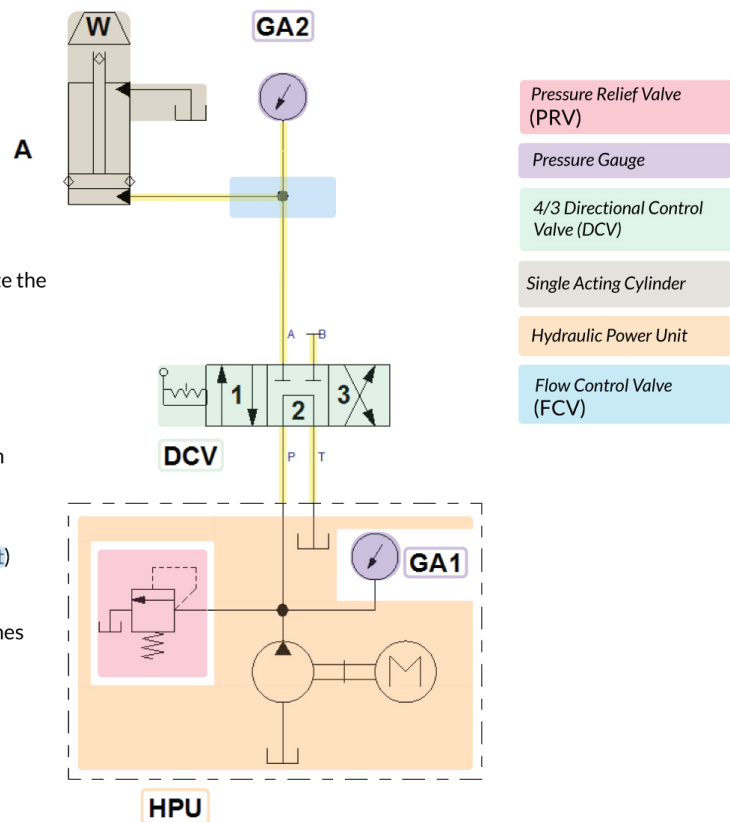 W
GA2
A
te the
A
B
1
2
3
DCV
P
T
t)
nes
GA1
M
HPU
Pressure Relief Valve
(PRV)
Pressure Gauge
4/3 Directional Control
Valve (DCV)
Single Acting Cylinder
Hydraulic Power Unit
Flow Control Valve
(FCV)